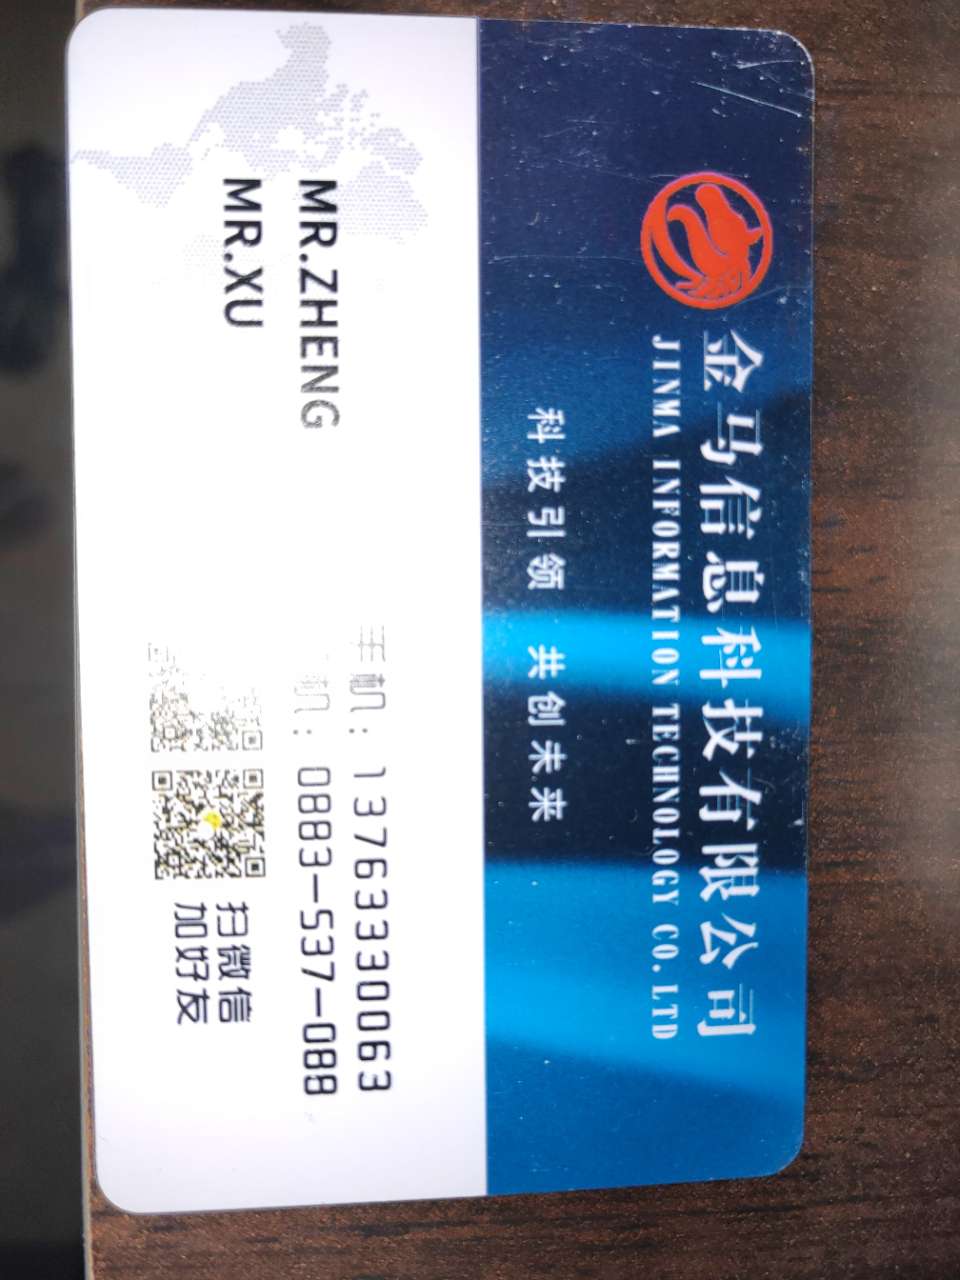 金马信息科技有限公司
JINMA INFORMATION TECHNOLOGY CO.LTD
科技引领 共创未来
MR.ZHENG
MR.XU
手机: 13763330063
机: 0883-537-088
扫微信
加好友